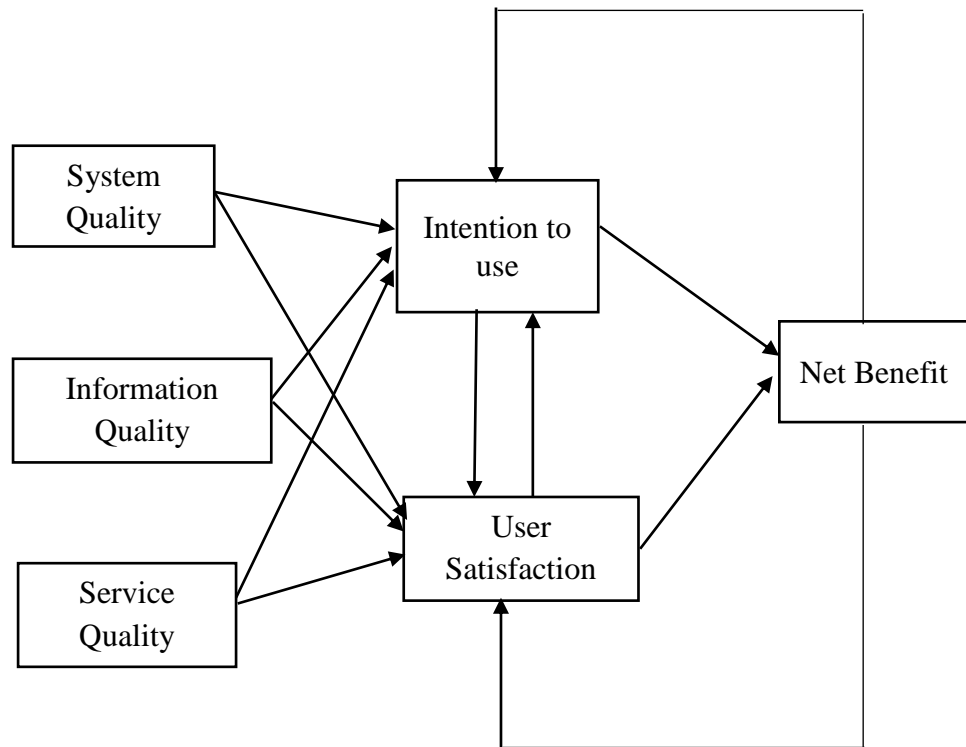 System
Quality
Intention to
use
Information
Quality
Net Benefit
User
Satisfaction
Service
Quality